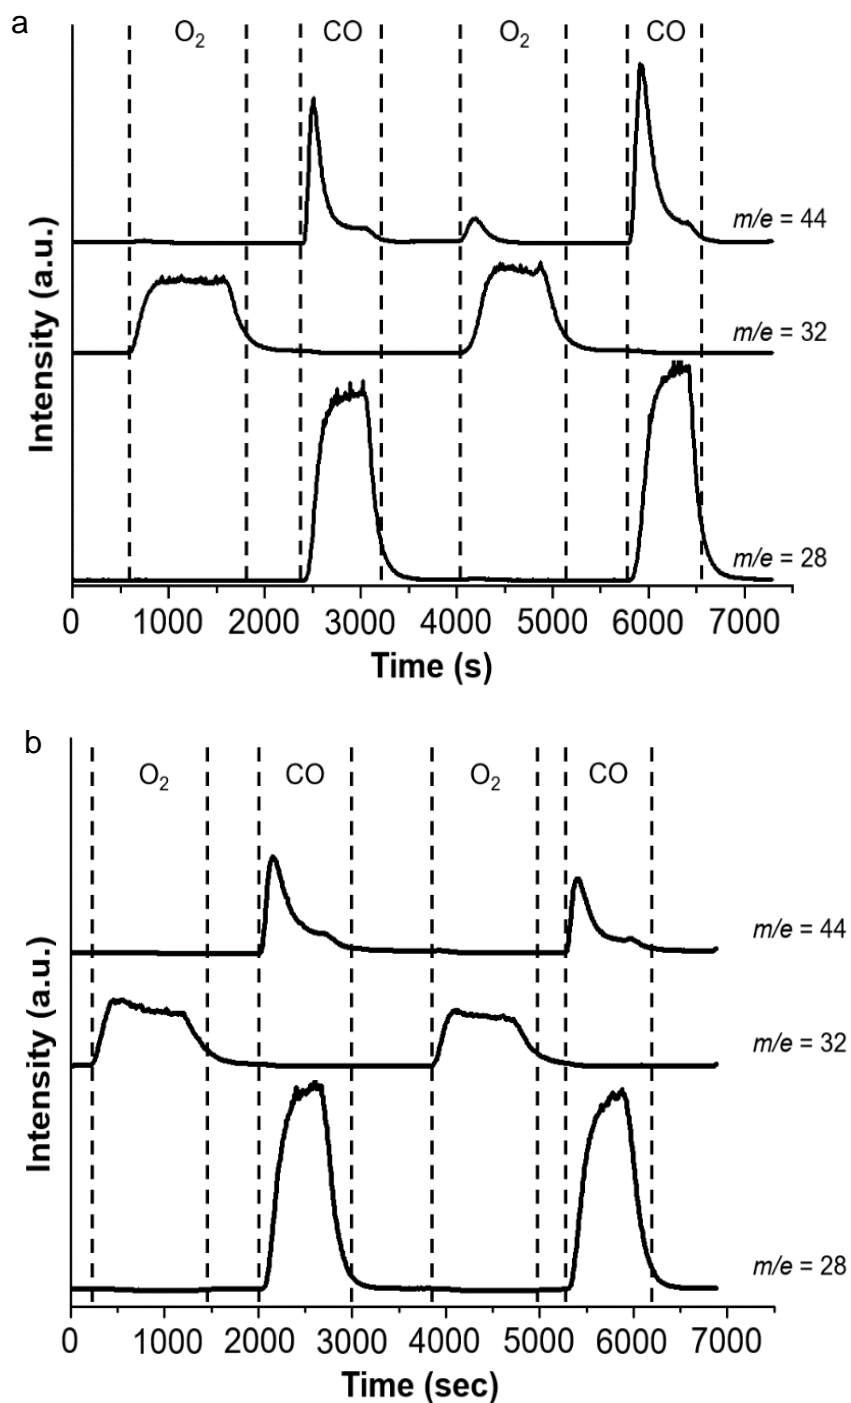 a
O₂ CO O₂ CO
m/e = 44
m/e = 32
m/e = 28
Intensity (a.u.)
0 1000 2000 3000 4000 5000 6000 7000
Time (s)
b
O₂ CO O₂ CO
m/e = 44
m/e = 32
m/e = 28
Intensity (a.u.)
0 1000 2000 3000 4000 5000 6000 7000
Time (sec)